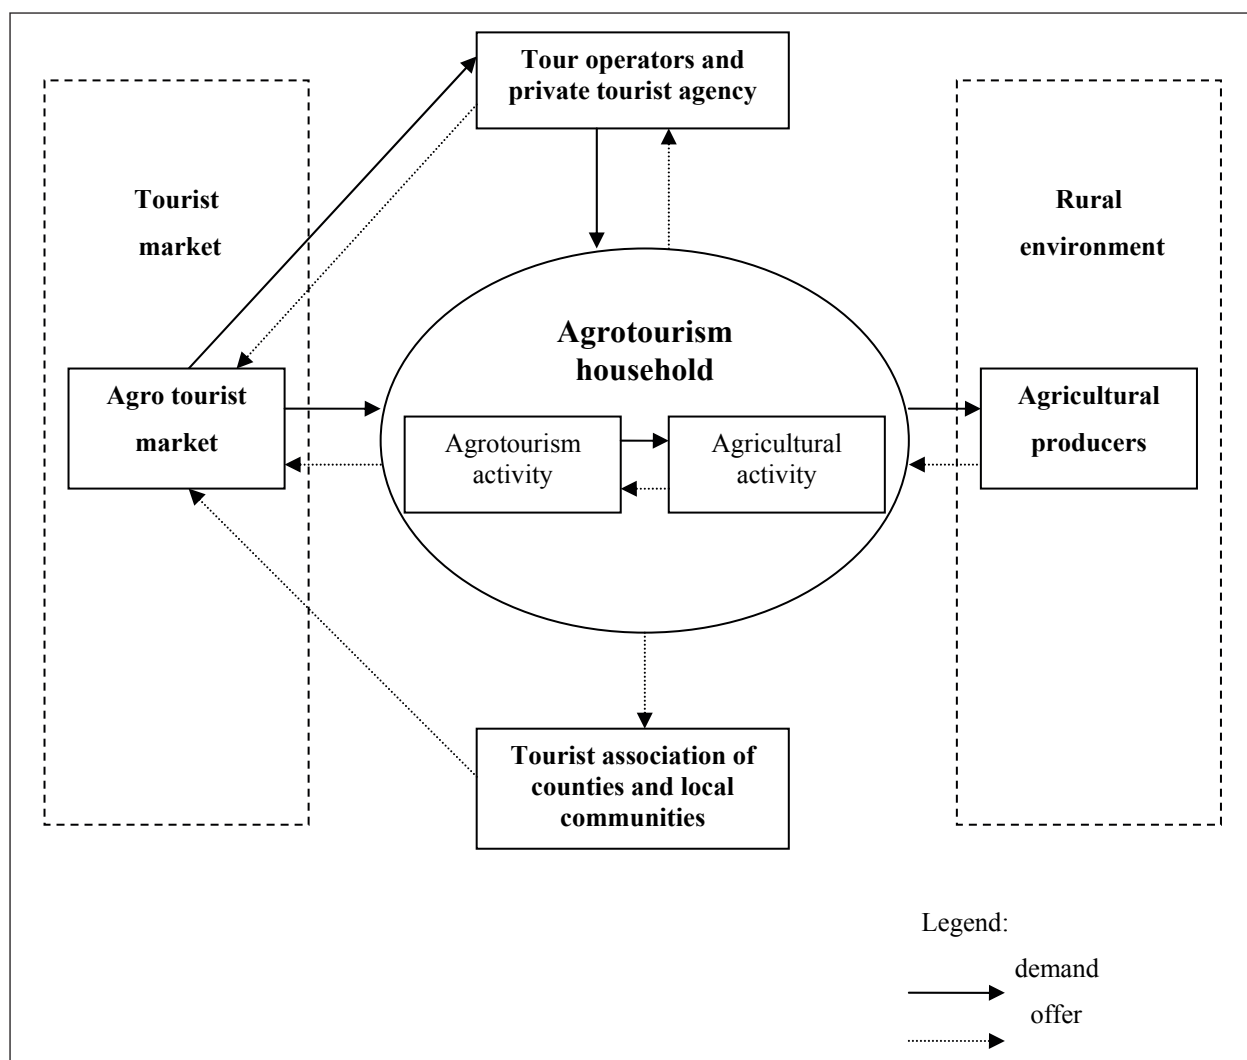 Tour operators and
private tourist agency
Tourist
market
Rural
environment
Agrotourism
household
Agro tourist
market
Agrotourism
activity
Agricultural
activity
Agricultural
producers
Tourist association of
counties and local
communities
Legend:
demand
offer